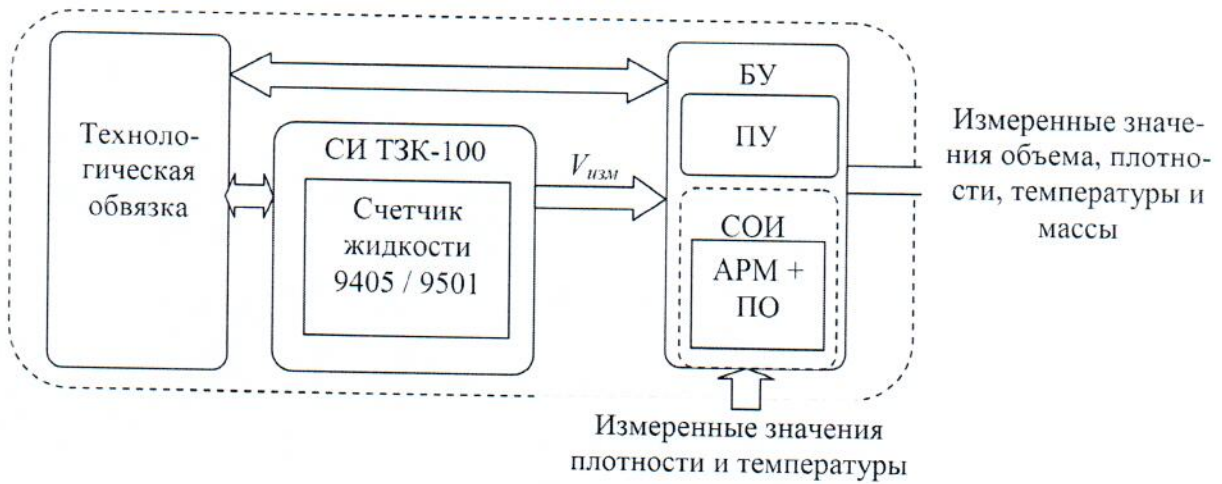 Техноло-
гическая
обвязка
СИ ТЗК-100
Счетчик
жидкости
9405 / 9501
Vизм
БУ
ПУ
СОИ
АРМ +
ПО
Измеренные значе-
ния объема, плотно-
сти, температуры и
массы
Измеренные значения
плотности и температуры